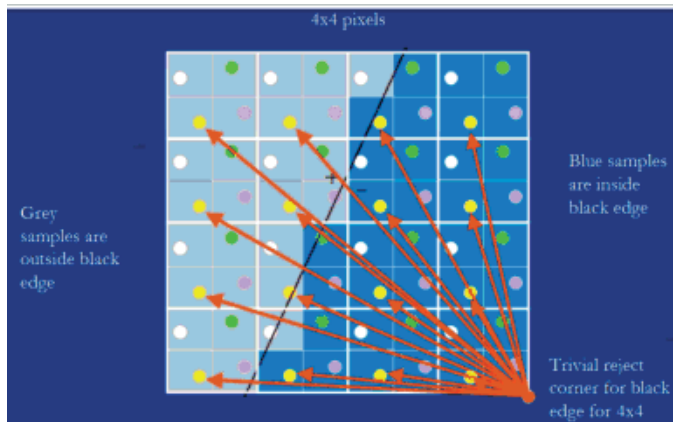 4x4 pixels
Blue samples
are inside
black edge
Grey
samples are
outside black
edge
+
-
Trivial reject
corner for black
edge for 4x4